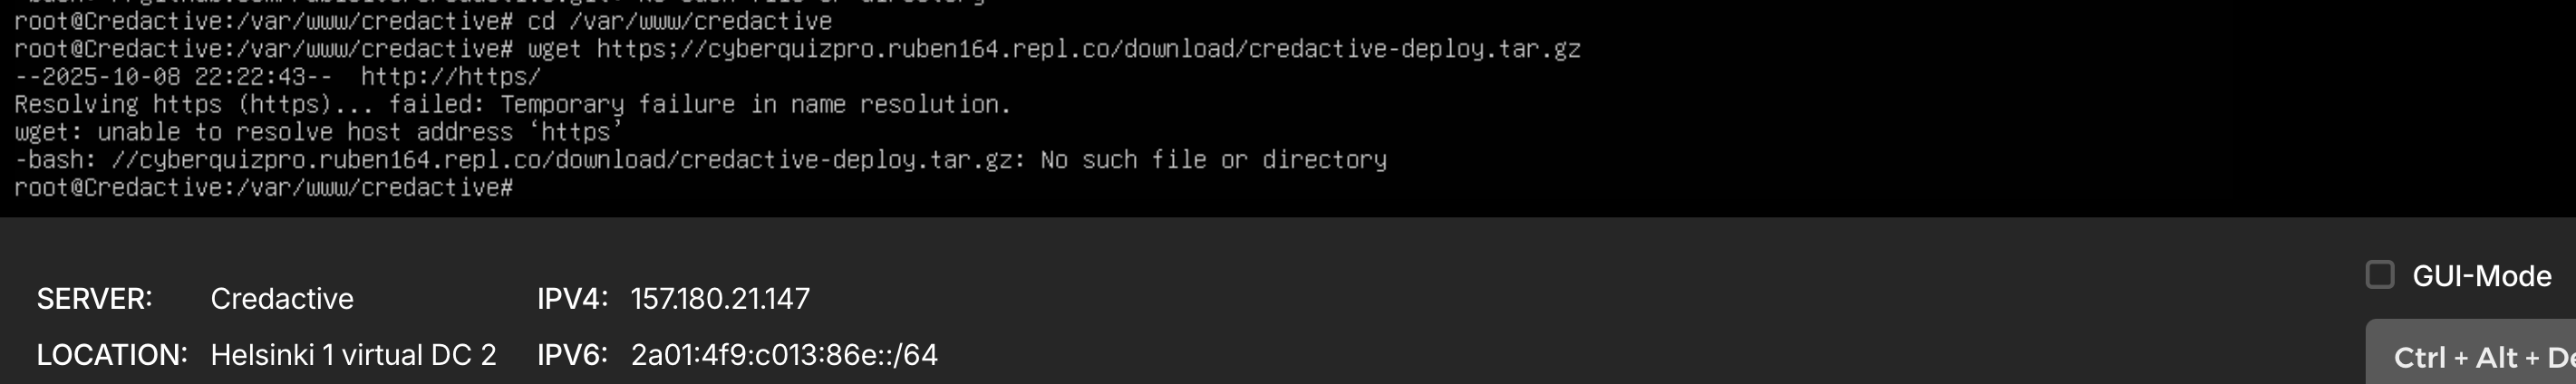 root@Credactive:/var/www/credactive# cd /var/www/credactive
root@Credactive:/var/www/credactive# wget https;//cyberquizpro.ruben164.repl.co/download/credactive-deploy.tar.gz
--2025-10-08 22:22:43--  http://https/
Resolving https (https)... failed: Temporary failure in name resolution.
wget: unable to resolve host address ‘https’
-bash: //cyberquizpro.ruben164.repl.co/download/credactive-deploy.tar.gz: No such file or directory
root@Credactive:/var/www/credactive#
GUI-Mode
SERVER: Credactive IPV4: 157.180.21.147
LOCATION: Helsinki 1 virtual DC 2 IPV6: 2a01:4f9:c013:86e::/64
Ctrl + Alt + De